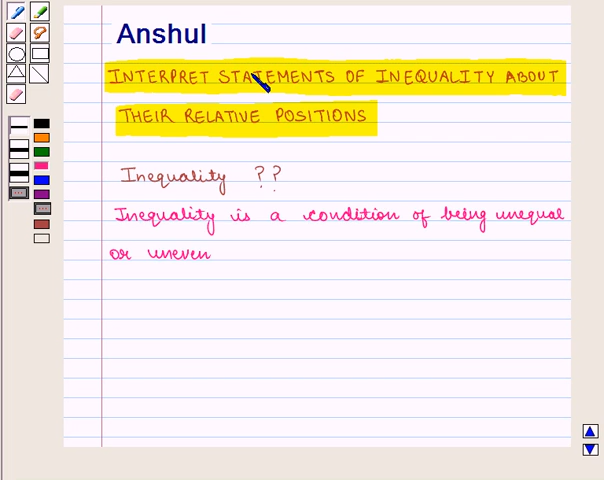 Anshul
INTERPRET STATEMENTS OF INEQUALITY ABOUT
THEIR RELATIVE POSITIONS
Inequality ??
Inequality is a condition of being unequal
or uneven